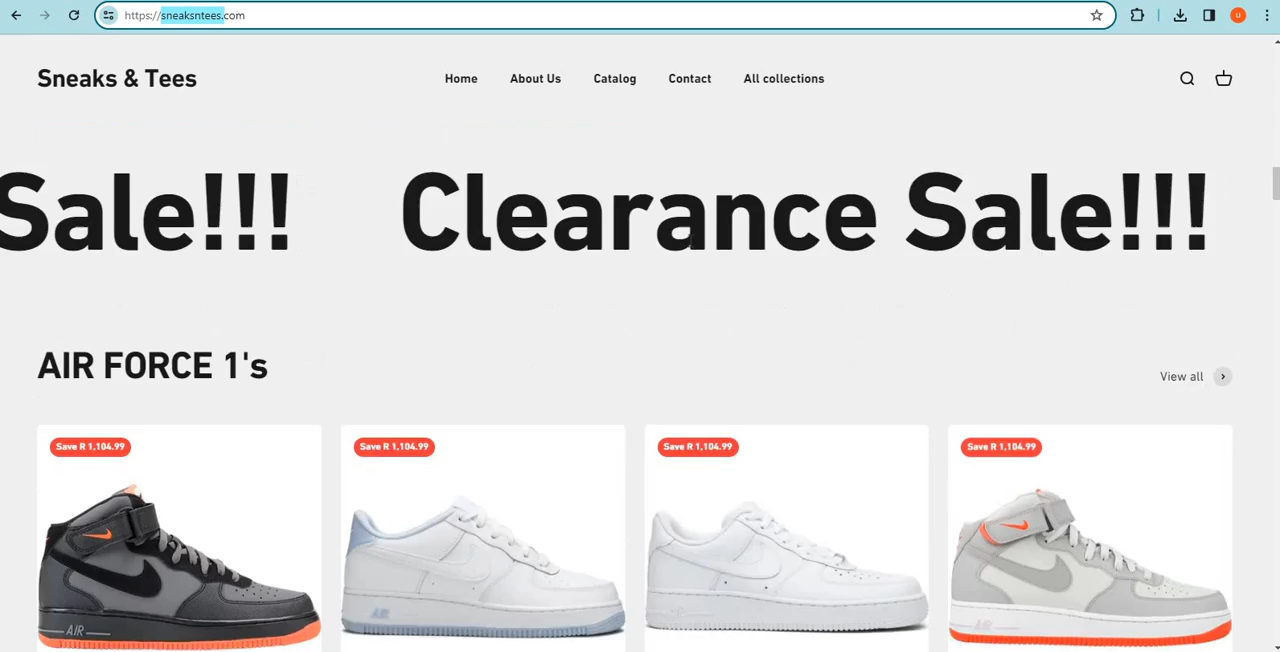 https://sneaksntees.com
U
Sneaks & Tees
Home
About Us
Catalog
Contact
All collections
Sale!!! Clearance Sale!!!
AIR FORCE 1's
View all
Save R 1,104.99
Save R 1,104.99
Save R 1,104.99
Save R 1,104.99
AIR
AIR